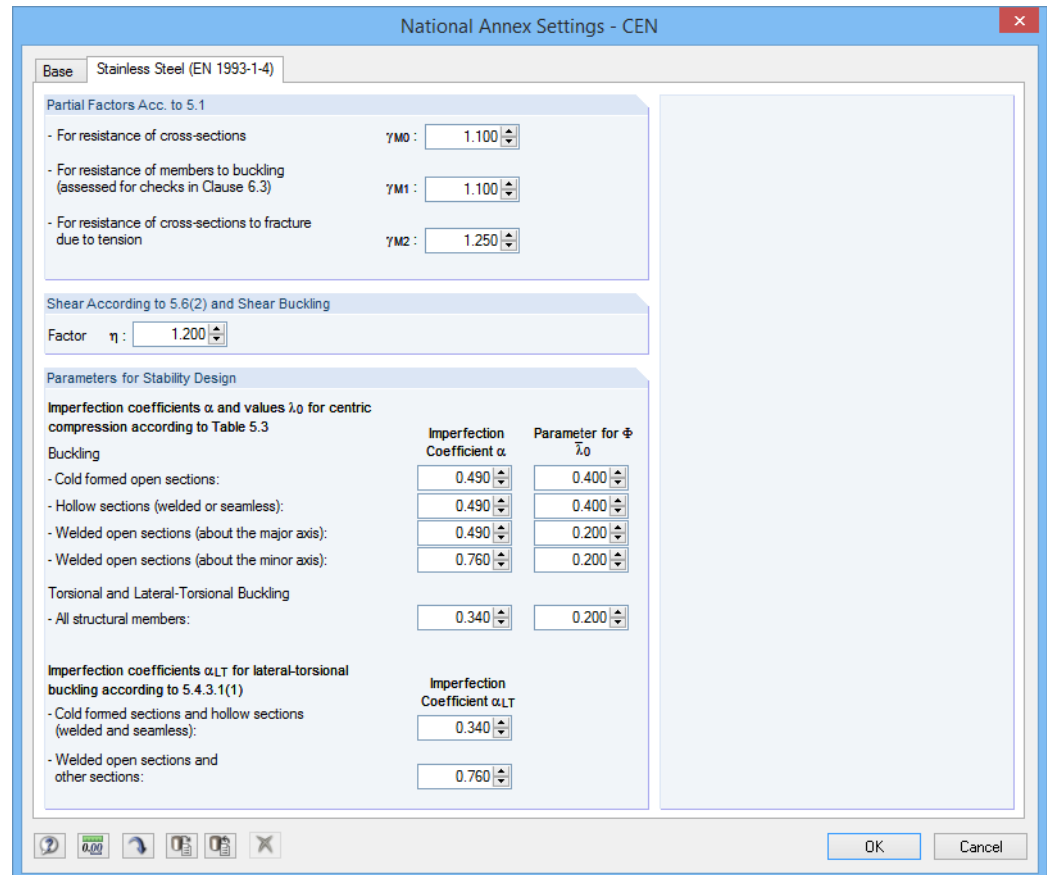 National Annex Settings - CEN
×
Base
Stainless Steel (EN 1993-1-4)
Partial Factors Acc. to 5.1
- For resistance of cross-sections γM0 : 1.100
- For resistance of members to buckling
(assessed for checks in Clause 6.3) γM1 : 1.100
- For resistance of cross-sections to fracture
due to tension γM2 : 1.250
Shear According to 5.6(2) and Shear Buckling
Factor η : 1.200
Parameters for Stability Design
Imperfection coefficients α and values λ0 for centric
compression according to Table 5.3
Imperfection Parameter for Φ
Buckling Coefficient α λ̅0
- Cold formed open sections: 0.490 0.400
- Hollow sections (welded or seamless): 0.490 0.400
- Welded open sections (about the major axis): 0.490 0.200
- Welded open sections (about the minor axis): 0.760 0.200
Torsional and Lateral-Torsional Buckling
- All structural members: 0.340 0.200
Imperfection coefficients αLT for lateral-torsional
buckling according to 5.4.3.1(1)
Imperfection
Coefficient αLT
- Cold formed sections and hollow sections
(welded and seamless): 0.340
- Welded open sections and
other sections: 0.760
0.00
OK Cancel